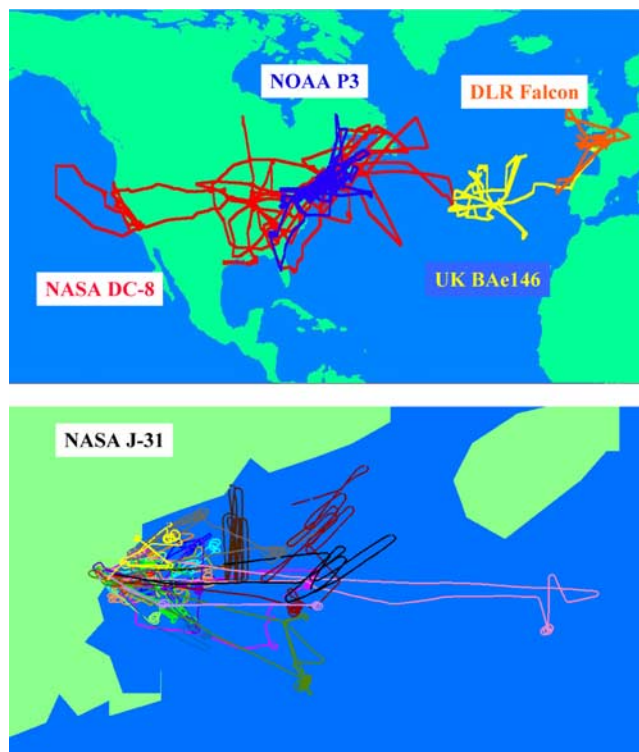 NOAA P3
DLR Falcon
NASA DC-8
UK BAe146
NASA J-31